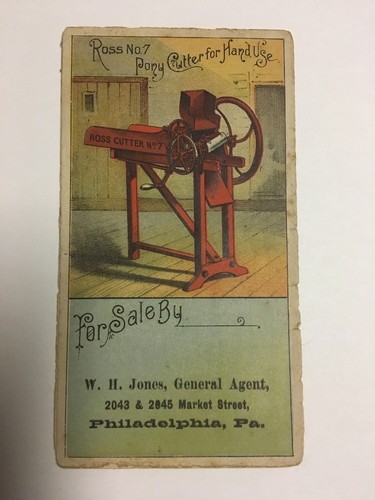 Ross No. 7
Pony Cutter for Hand Use
ROSS CUTTER No 7
For Sale By
W. H. Jones, General Agent,
2043 & 2045 Market Street,
Philadelphia, Pa.